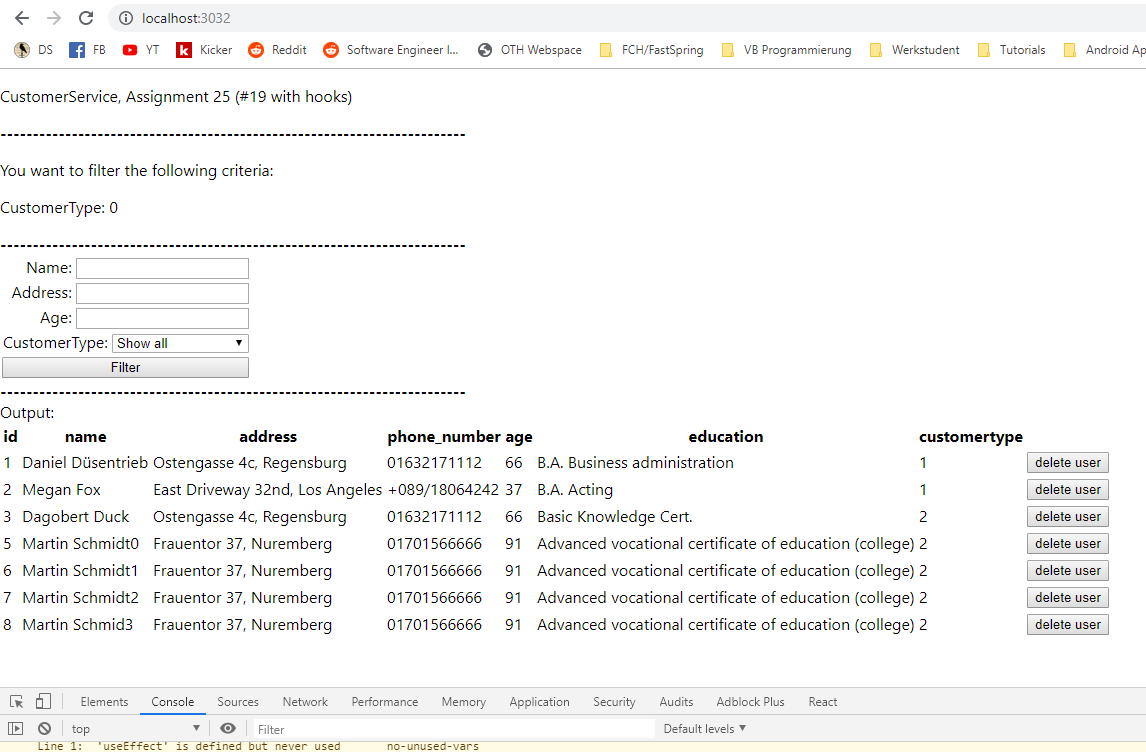 localhost:3032
DS FB YT Kicker Reddit Software Engineer I... OTH Webspace FCH/FastSpring VB Programmierung Werkstudent Tutorials Android Ap
CustomerService, Assignment 25 (#19 with hooks)
------------------------------------------------------------------------
You want to filter the following criteria:
CustomerType: 0
------------------------------------------------------------------------
Name:
Address:
Age:
CustomerType: Show all
Filter
------------------------------------------------------------------------
Output:
id name address phone_number age education customertype
1 Daniel Düsentrieb Ostengasse 4c, Regensburg 01632171112 66 B.A. Business administration 1 delete user
2 Megan Fox East Driveway 32nd, Los Angeles +089/18064242 37 B.A. Acting 1 delete user
3 Dagobert Duck Ostengasse 4c, Regensburg 01632171112 66 Basic Knowledge Cert. 2 delete user
5 Martin Schmidt0 Frauentor 37, Nuremberg 01701566666 91 Advanced vocational certificate of education (college) 2 delete user
6 Martin Schmidt1 Frauentor 37, Nuremberg 01701566666 91 Advanced vocational certificate of education (college) 2 delete user
7 Martin Schmidt2 Frauentor 37, Nuremberg 01701566666 91 Advanced vocational certificate of education (college) 2 delete user
8 Martin Schmid3 Frauentor 37, Nuremberg 01701566666 91 Advanced vocational certificate of education (college) 2 delete user
Elements Console Sources Network Performance Memory Application Security Audits Adblock Plus React
top Filter Default levels
Line 1: 'useEffect' is defined but never used no-unused-vars